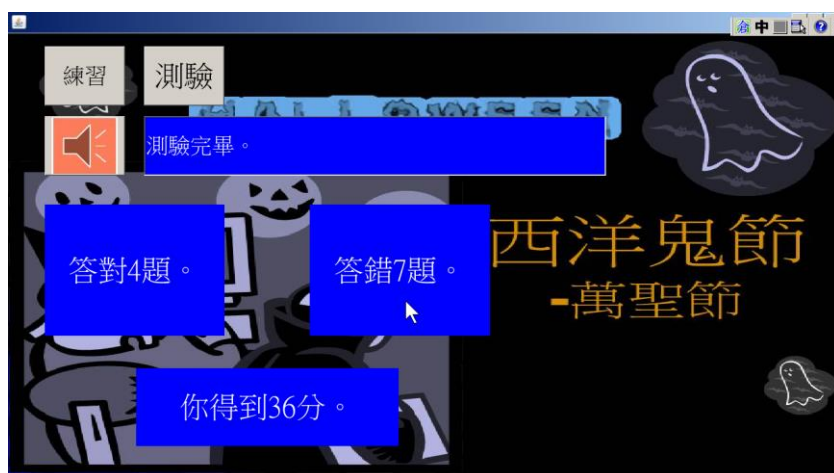 中
練習
測驗
HALLOWEEN
測驗完畢。
答對4題。
答錯7題。
西洋鬼節
-萬聖節
你得到36分。